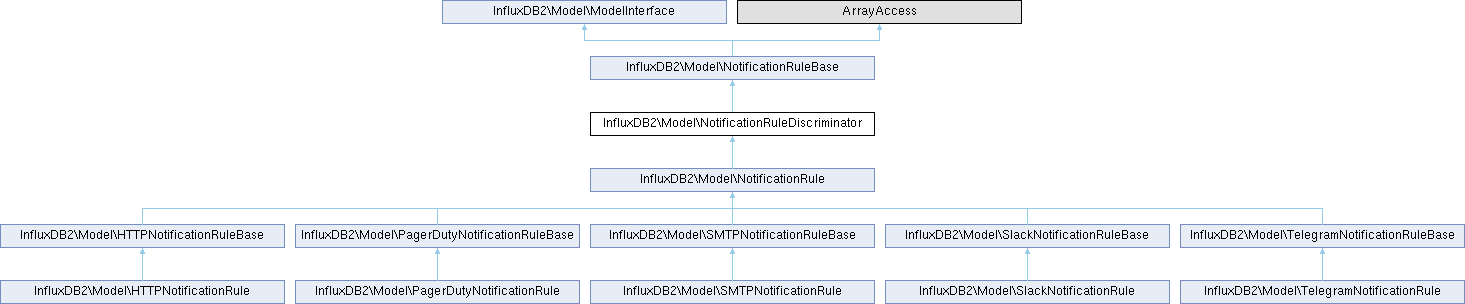 InfluxDB2\Model\ModelInterface
ArrayAccess
InfluxDB2\Model\NotificationRuleBase
InfluxDB2\Model\NotificationRuleDiscriminator
InfluxDB2\Model\NotificationRule
InfluxDB2\Model\HTTPNotificationRuleBase
InfluxDB2\Model\PagerDutyNotificationRuleBase
InfluxDB2\Model\SMTPNotificationRuleBase
InfluxDB2\Model\SlackNotificationRuleBase
InfluxDB2\Model\TelegramNotificationRuleBase
InfluxDB2\Model\HTTPNotificationRule
InfluxDB2\Model\PagerDutyNotificationRule
InfluxDB2\Model\SMTPNotificationRule
InfluxDB2\Model\SlackNotificationRule
InfluxDB2\Model\TelegramNotificationRule